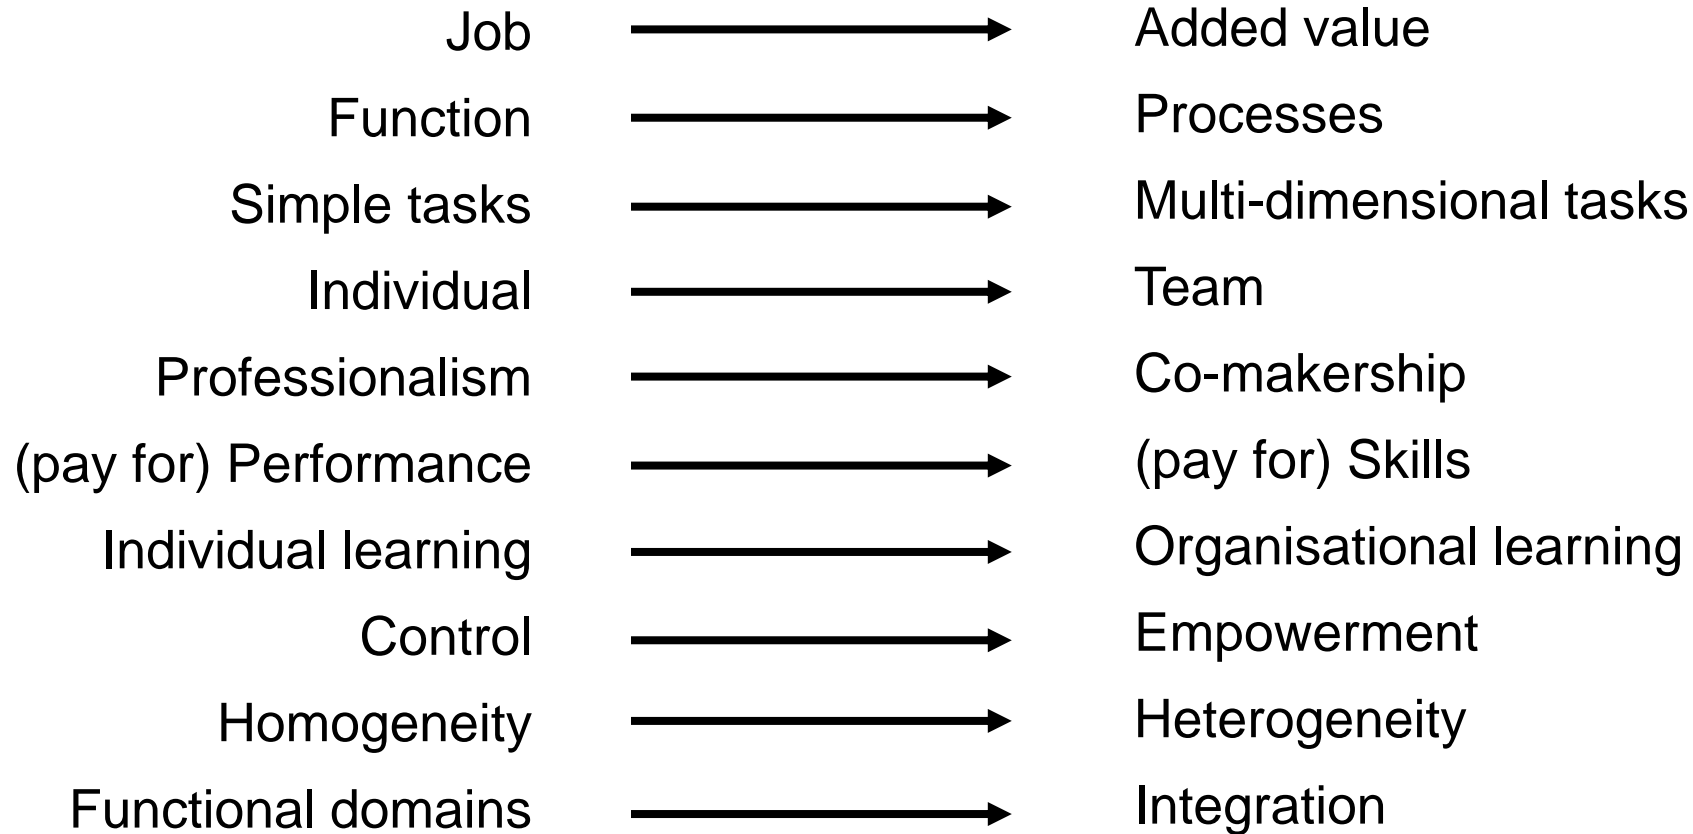 Job Added value
Function Processes
Simple tasks Multi-dimensional tasks
Individual Team
Professionalism Co-makership
(pay for) Performance (pay for) Skills
Individual learning Organisational learning
Control Empowerment
Homogeneity Heterogeneity
Functional domains Integration